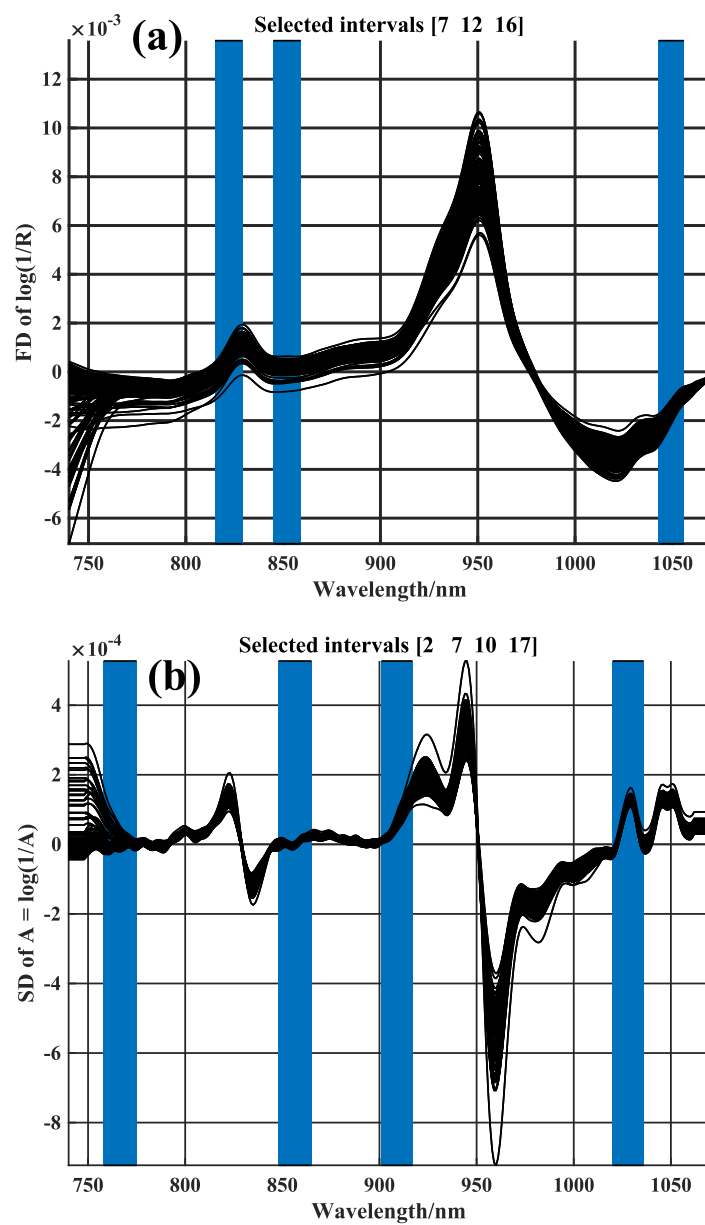 (a)
Selected intervals [7 12 16]
×10⁻³
12
10
8
6
4
2
0
-2
-4
-6
FD of log(1/R)
750 800 850 900 950 1000 1050
Wavelength/nm
(b)
Selected intervals [2 7 10 17]
×10⁻⁴
4
2
0
-2
-4
-6
-8
SD of A = log(1/A)
750 800 850 900 950 1000 1050
Wavelength/nm